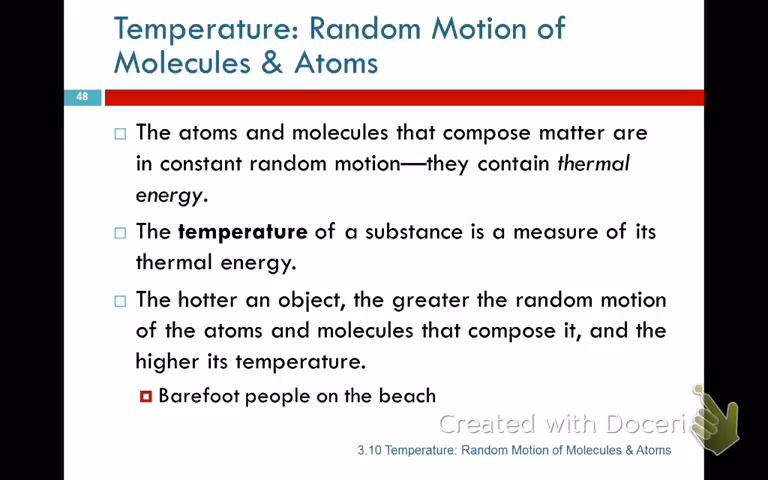 Temperature: Random Motion of
Molecules & Atoms
48
The atoms and molecules that compose matter are
in constant random motion—they contain thermal
energy.
The temperature of a substance is a measure of its
thermal energy.
The hotter an object, the greater the random motion
of the atoms and molecules that compose it, and the
higher its temperature.
Barefoot people on the beach
Created with Doceri
3.10 Temperature: Random Motion of Molecules & Atoms